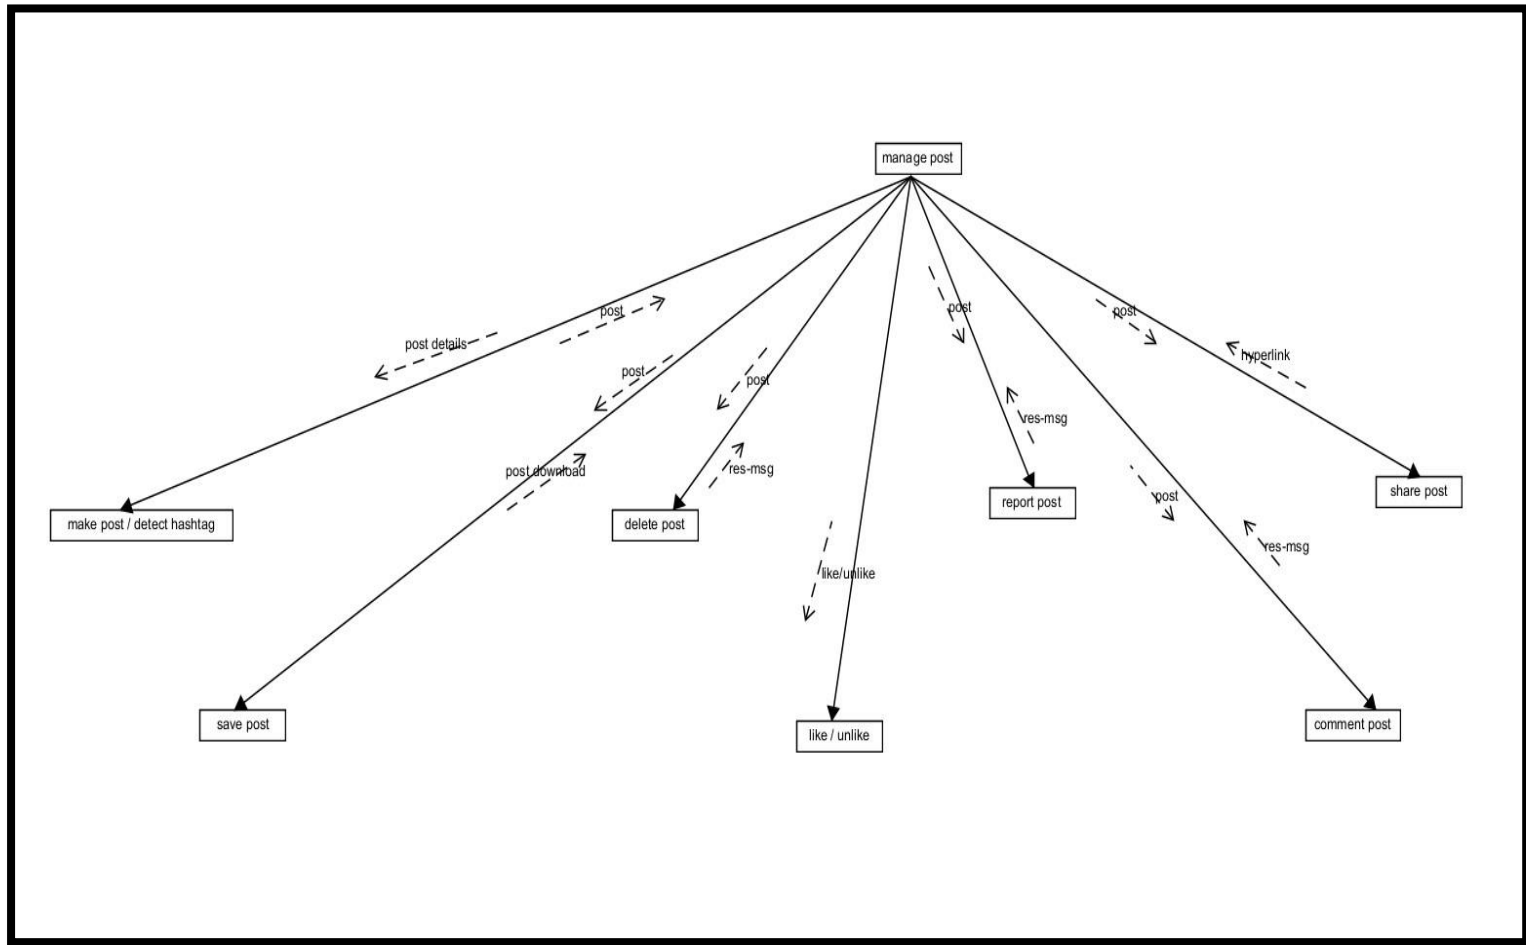 manage post
post
post
post
hyperlink
post details
post
post
res-msg
post download
res-msg
share post
post
report post
make post / detect hashtag
delete post
res-msg
like/unlike
save post
comment post
like / unlike